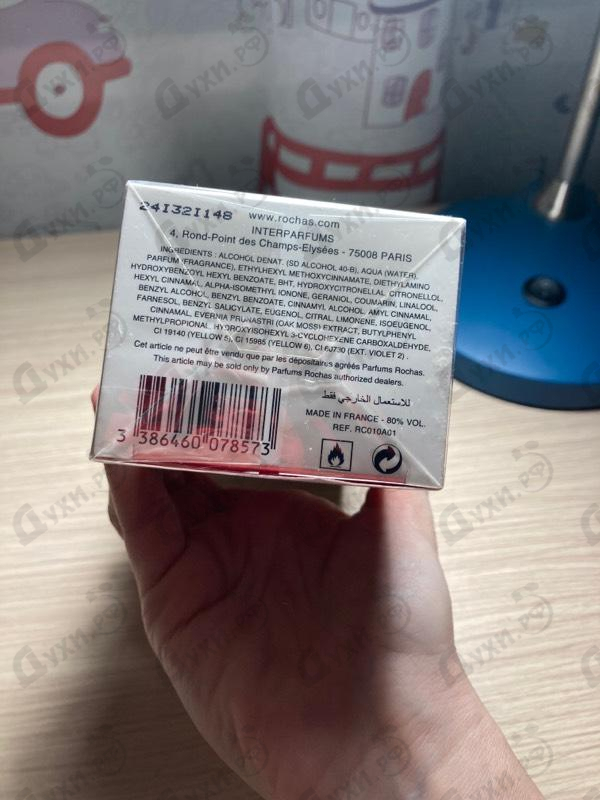 24132114B
www.rochas.com
INTERPARFUMS
4, Rond-Point des Champs-Elysées - 75008 PARIS
INGREDIENTS : ALCOHOL DENAT. (SD ALCOHOL 40-B), AQUA (WATER),
PARFUM (FRAGRANCE), ETHYLHEXYL METHOXYCINNAMATE, DIETHYLAMINO
HYDROXYBENZOYL HEXYL BENZOATE, BHT, HYDROXYCITRONELLAL, CITRONELLOL,
HEXYL CINNAMAL, ALPHA-ISOMETHYL IONONE, GERANIOL, COUMARIN, LINALOOL,
BENZYL ALCOHOL, BENZYL BENZOATE, CINNAMYL ALCOHOL, AMYL CINNAMAL,
FARNESOL, BENZYL SALICYLATE, EUGENOL, CITRAL, LIMONENE, ISOEUGENOL,
CINNAMAL, EVERNIA PRUNASTRI (OAK MOSS) EXTRACT, BUTYLPHENYL
METHYLPROPIONAL, HYDROXYISOHEXYL 3-CYCLOHEXENE CARBOXALDEHYDE,
CI 19140 (YELLOW 5), CI 15985 (YELLOW 6), CI 60730 (EXT. VIOLET 2) .
Cet article ne peut être vendu que par les dépositaires agréés Parfums Rochas.
This article may be sold only by Parfums Rochas authorized dealers.
للاستعمال الخارجي فقط
MADE IN FRANCE - 80% VOL.
REF. RC010A01
3 386460 078573
Духи.РФ